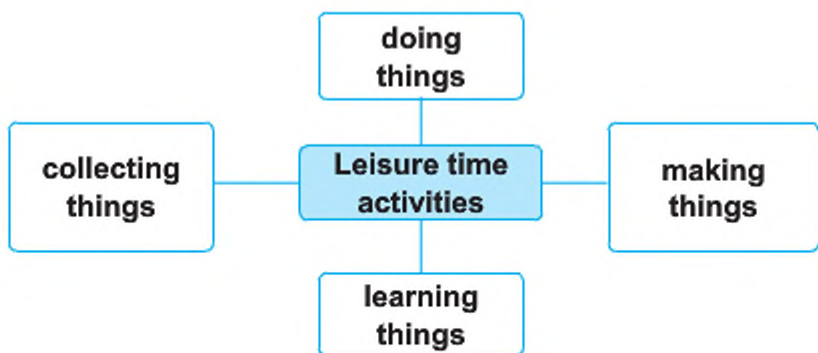 doing
things
collecting
things
Leisure time
activities
making
things
learning
things